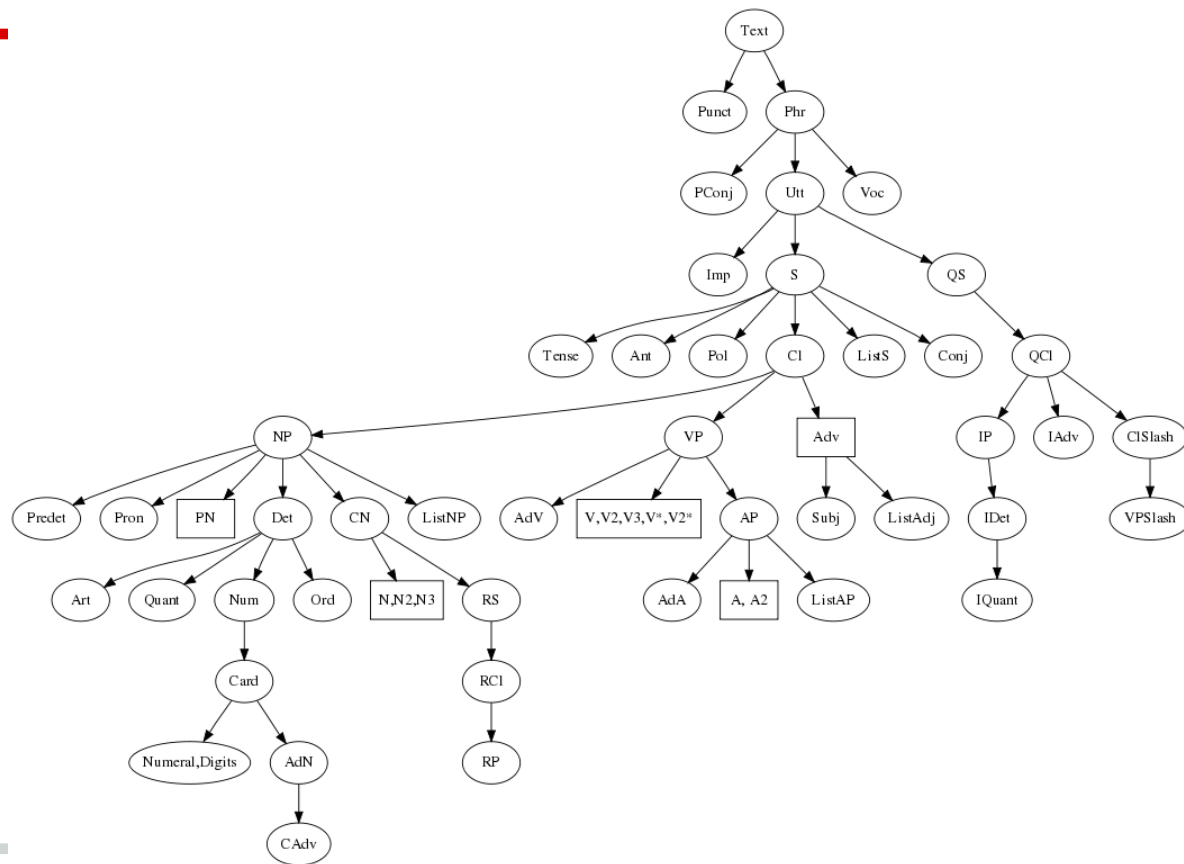 Text
Punct Phr
PConj Utt Voc
Imp S QS
Tense Ant Pol Cl ListS Conj QCl
NP VP Adv IP IAdv ClSlash
Predet Pron PN Det CN ListNP AdV V,V2,V3,V*,V2* AP Subj ListAdj IDet VPSlash
Art Quant Num Ord N,N2,N3 RS AdA A, A2 ListAP IQuant
Card RCl
Numeral,Digits AdN RP
CAdv